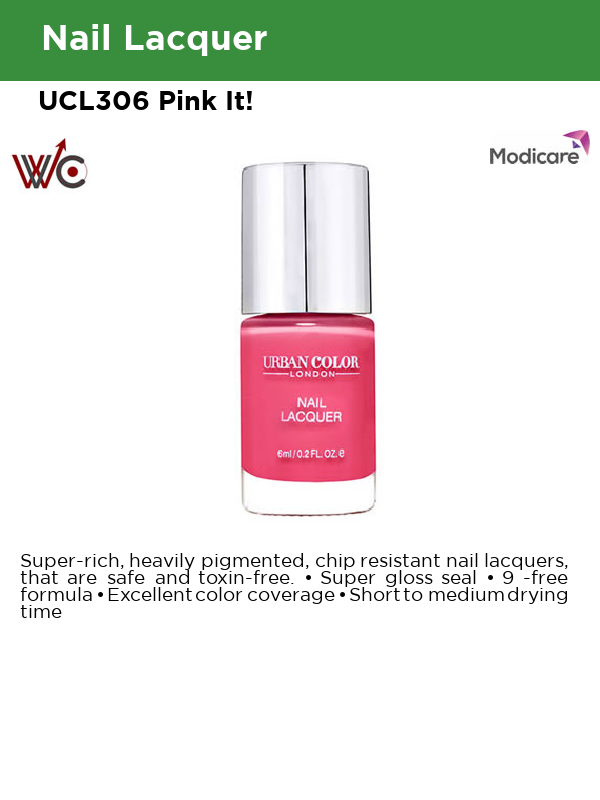 Nail Lacquer
UCL306 Pink It!
WC
Modicare
URBAN COLOR
LONDON
NAIL
LACQUER
6ml/0.2 FL. OZ. e
Super-rich, heavily pigmented, chip resistant nail lacquers,
that are safe and toxin-free. • Super gloss seal • 9 -free
formula • Excellent color coverage • Short to medium drying
time